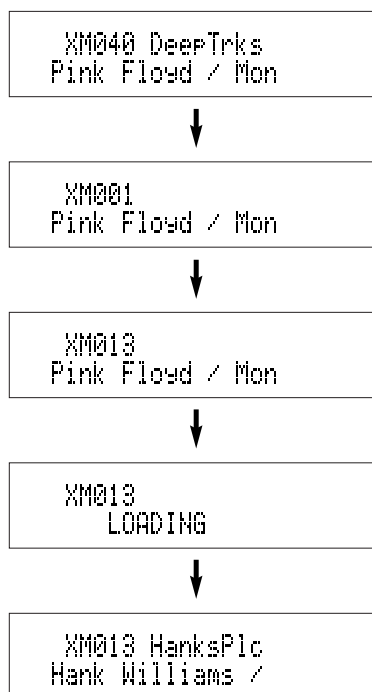 XM040 DeepTrks
Pink Floyd / Mon
XM001
Pink Floyd / Mon
XM013
Pink Floyd / Mon
XM013
LOADING
XM013 HanksPlc
Hank Williams /